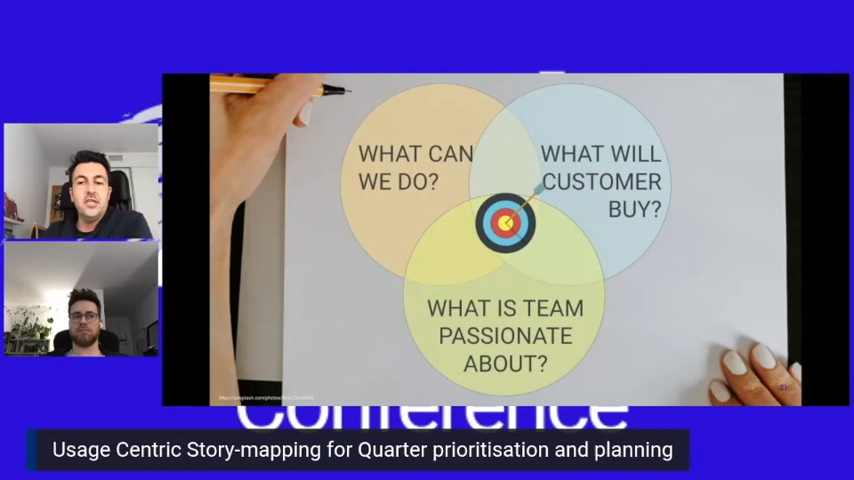 WHAT CAN
WE DO?
WHAT WILL
CUSTOMER
BUY?
WHAT IS TEAM
PASSIONATE
ABOUT?
23
Conference
Usage Centric Story-mapping for Quarter prioritisation and planning